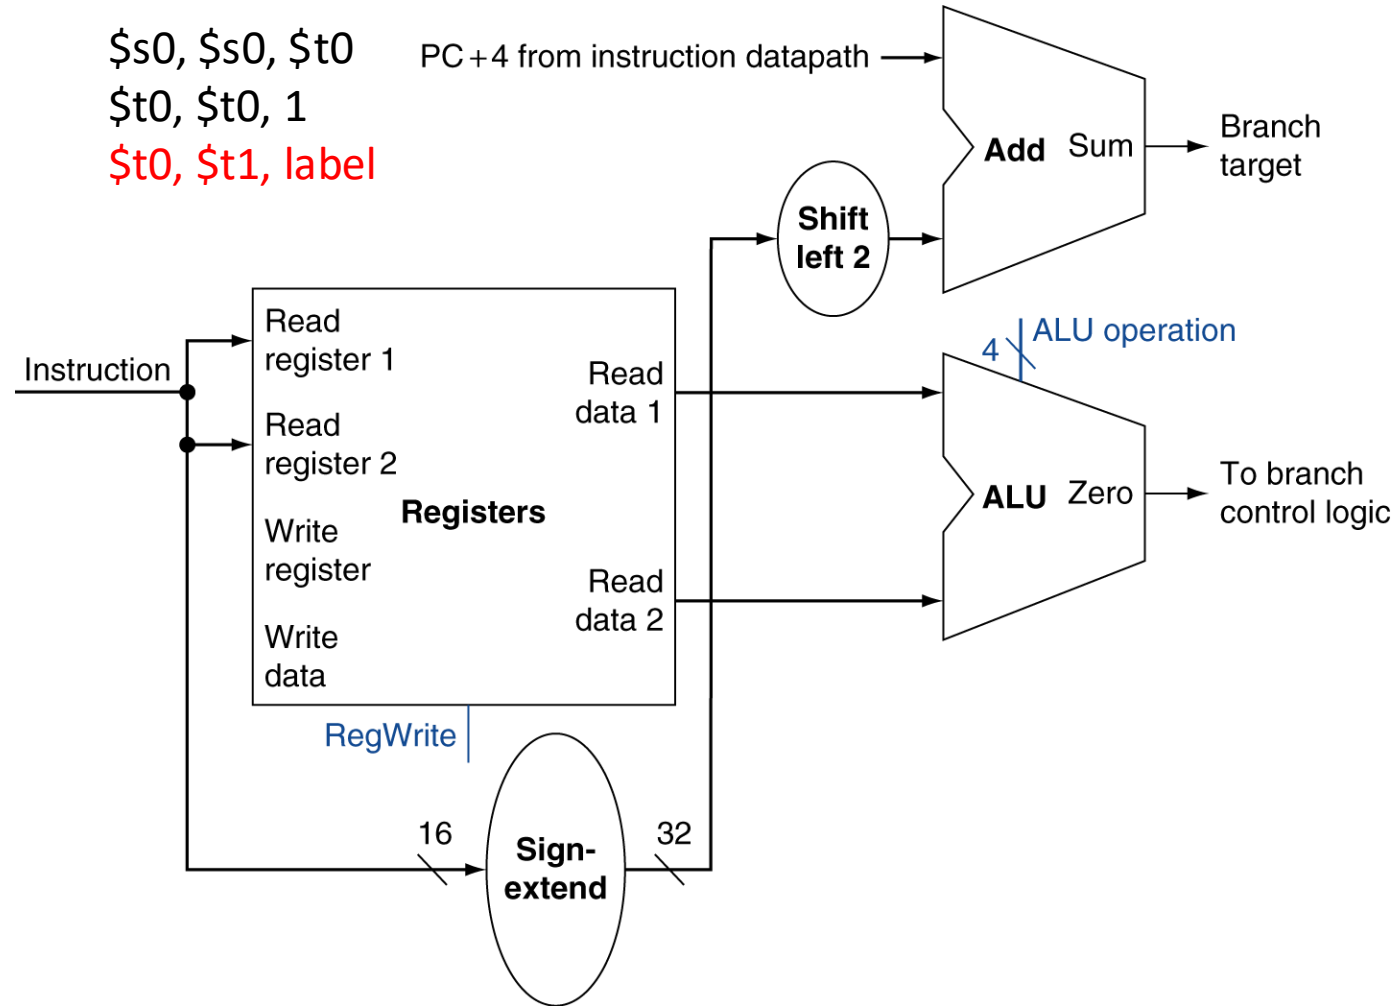 $s0, $s0, $t0
$t0, $t0, 1
$t0, $t1, label
PC+4 from instruction datapath
Add Sum
Branch
target
Shift
left 2
Instruction
Read
register 1
Read
register 2
Write
register
Write
data
Registers
Read
data 1
Read
data 2
RegWrite
4
ALU operation
ALU Zero
To branch
control logic
16
Sign-
extend
32